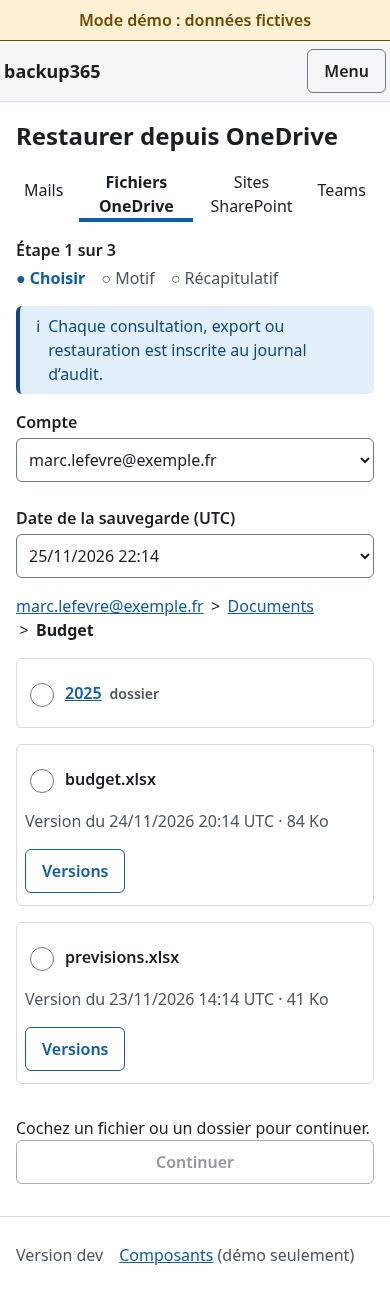 Mode démo : données fictives
backup365
Menu
Restaurer depuis OneDrive
Mails
Fichiers
OneDrive
Sites
SharePoint
Teams
Étape 1 sur 3
● Choisir ○ Motif ○ Récapitulatif
i Chaque consultation, export ou
restauration est inscrite au journal
d’audit.
Compte
marc.lefevre@exemple.fr
Date de la sauvegarde (UTC)
25/11/2026 22:14
marc.lefevre@exemple.fr > Documents
> Budget
2025 dossier
budget.xlsx
Version du 24/11/2026 20:14 UTC · 84 Ko
Versions
previsions.xlsx
Version du 23/11/2026 14:14 UTC · 41 Ko
Versions
Cochez un fichier ou un dossier pour continuer.
Continuer
Version dev Composants (démo seulement)